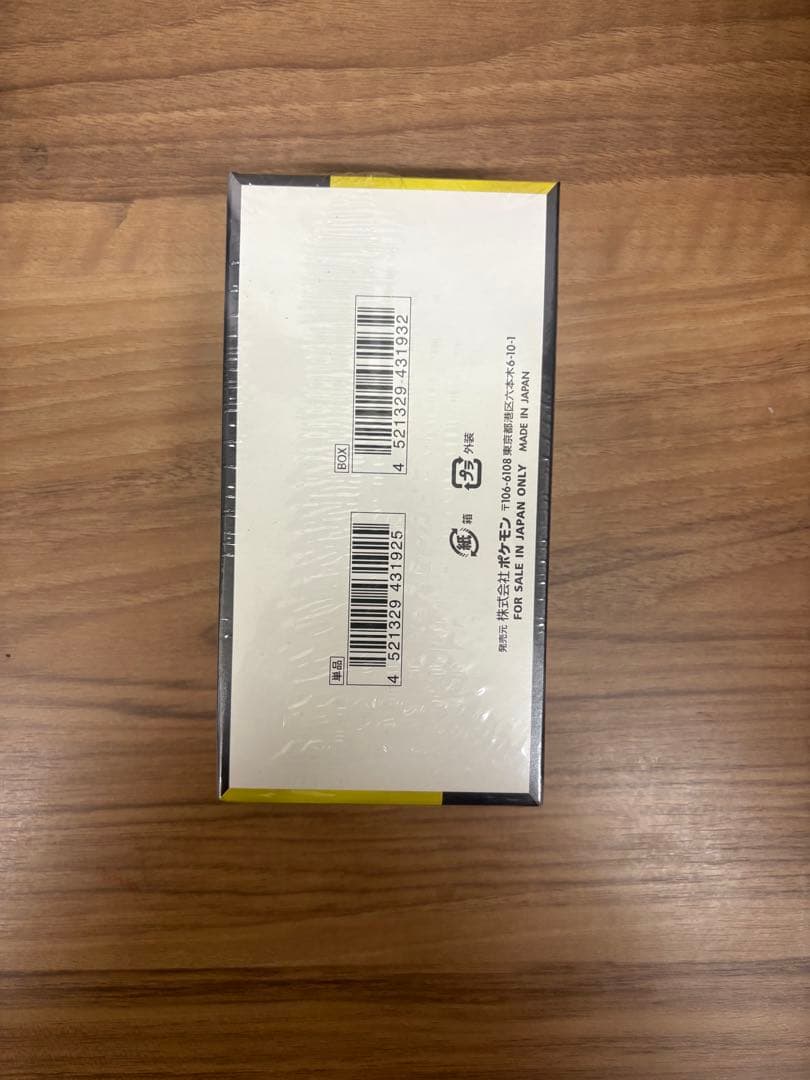 単品
4 521329 431925
BOX
4 521329 431932
紙 箱
プラ 外装
発売元 株式会社 ポケモン 〒106-6108 東京都港区六本木6-10-1
FOR SALE IN JAPAN ONLY MADE IN JAPAN